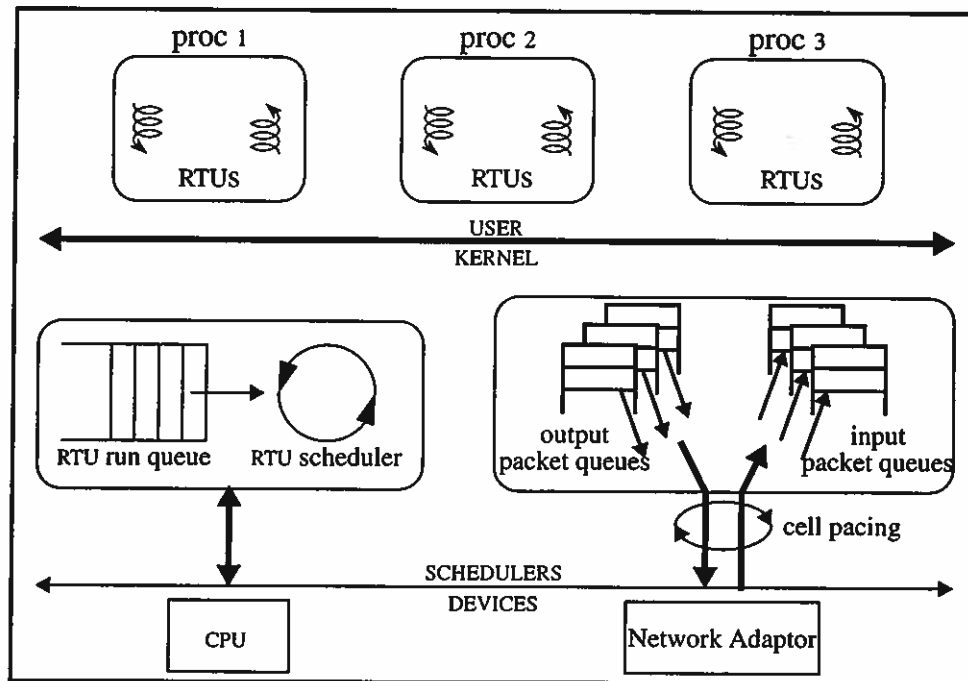 proc 1
proc 2
proc 3
RTUs
RTUs
RTUs
USER
KERNEL
RTU run queue
RTU scheduler
output
packet queues
input
packet queues
cell pacing
SCHEDULERS
DEVICES
CPU
Network Adaptor